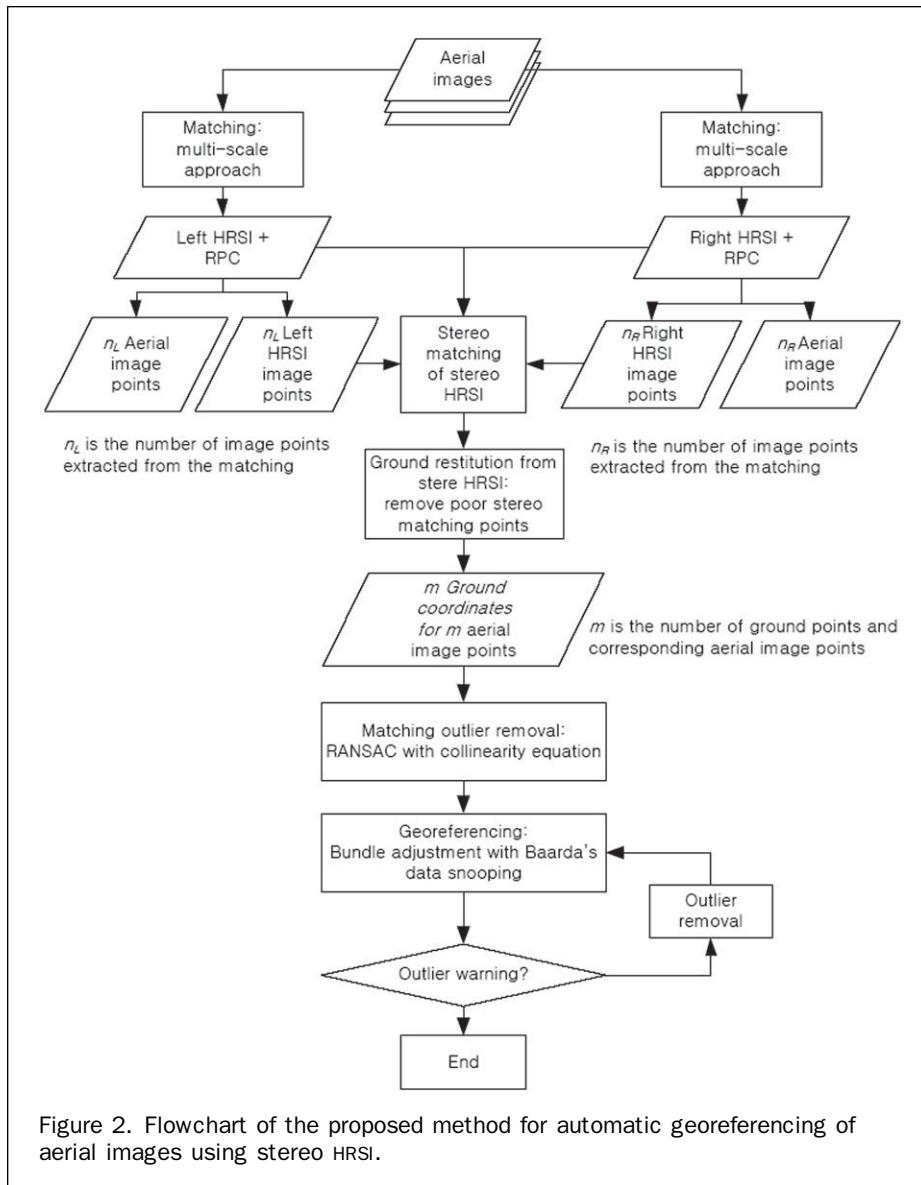 Aerial
images
Matching:
multi-scale
approach
Matching:
multi-scale
approach
Left HRSI +
RPC
Right HRSI +
RPC
nL Aerial
image
points
nL Left
HRSI
image
points
Stereo
matching
of stereo
HRSI
nR Right
HRSI
image
points
nR Aerial
image
points
nL is the number of image points
extracted from the matching
nR is the number of image points
extracted from the matching
Ground restitution from
stere HRSI:
remove poor stereo
matching points
m Ground
coordinates
for m aerial
image points
m is the number of ground points and
corresponding aerial image points
Matching outlier removal:
RANSAC with collinearity equation
Georeferencing:
Bundle adjustment with Baarda's
data snooping
Outlier
removal
Outlier warning?
End
Figure 2. Flowchart of the proposed method for automatic georeferencing of
aerial images using stereo HRSI.